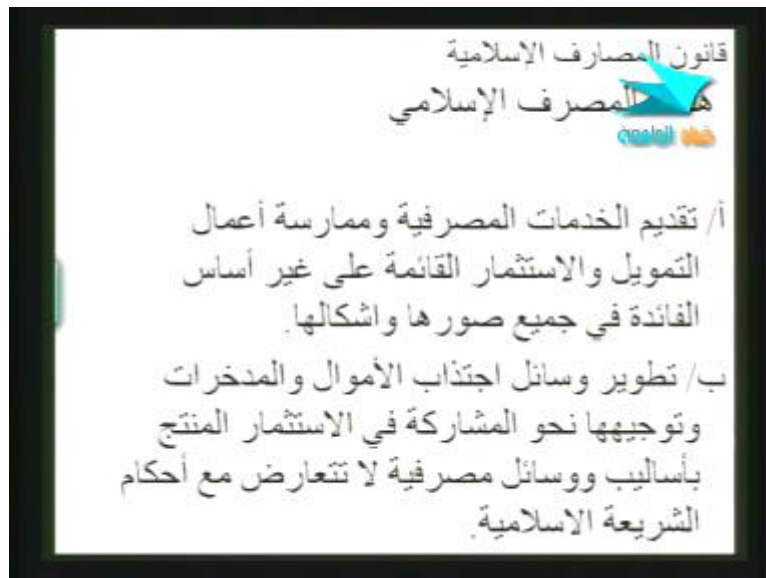 قانون المصارف الإسلامية
المصرف الإسلامي
قناة الجامعة
أ/ تقديم الخدمات المصرفية وممارسة أعمال
التمويل والاستثمار القائمة على غير أساس
الفائدة في جميع صورها واشكالها.
ب/ تطوير وسائل اجتذاب الأموال والمدخرات
وتوجيهها نحو المشاركة في الاستثمار المنتج
بأساليب ووسائل مصرفية لا تتعارض مع أحكام
الشريعة الاسلامية.